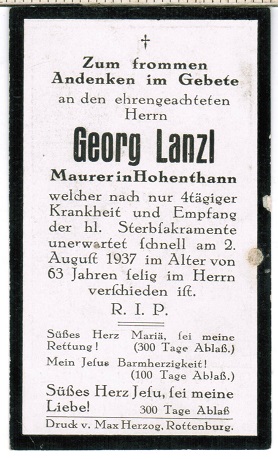 †
Zum frommen
Andenken im Gebete
an den ehrengeachteten
Herrn
Georg Lanzl
Maurer in Hohenthann
welcher nach nur 4tägiger
Krankheit und Empfang
der hl. Sterbsakramente
unerwartet schnell am 2.
August 1937 im Alter von
63 Jahren selig im Herrn
verschieden ist.
R. I. P.
Süßes Herz Mariä, sei meine
Rettung! (300 Tage Ablaß.)
Mein Jesus Barmherzigkeit!
(100 Tage Ablaß.)
Süßes Herz Jesu, sei meine
Liebe! 300 Tage Ablaß
Druck v. Max Herzog, Rottenburg.